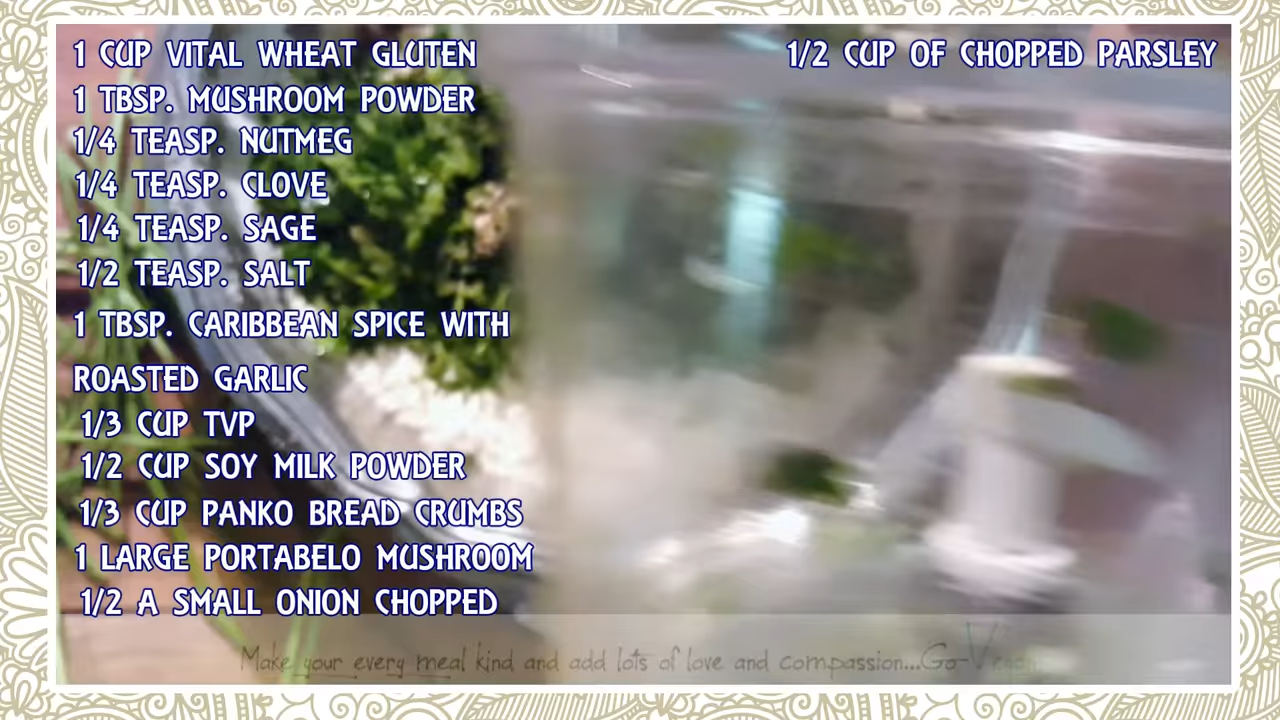 1 CUP VITAL WHEAT GLUTEN
1 TBSP. MUSHROOM POWDER
1/4 TEASP. NUTMEG
1/4 TEASP. CLOVE
1/4 TEASP. SAGE
1/2 TEASP. SALT
1 TBSP. CARIBBEAN SPICE WITH
ROASTED GARLIC
1/3 CUP TVP
1/2 CUP SOY MILK POWDER
1/3 CUP PANKO BREAD CRUMBS
1 LARGE PORTABELO MUSHROOM
1/2 A SMALL ONION CHOPPED
1/2 CUP OF CHOPPED PARSLEY
Make your every meal kind and add lots of love and compassion...Go-Vegan